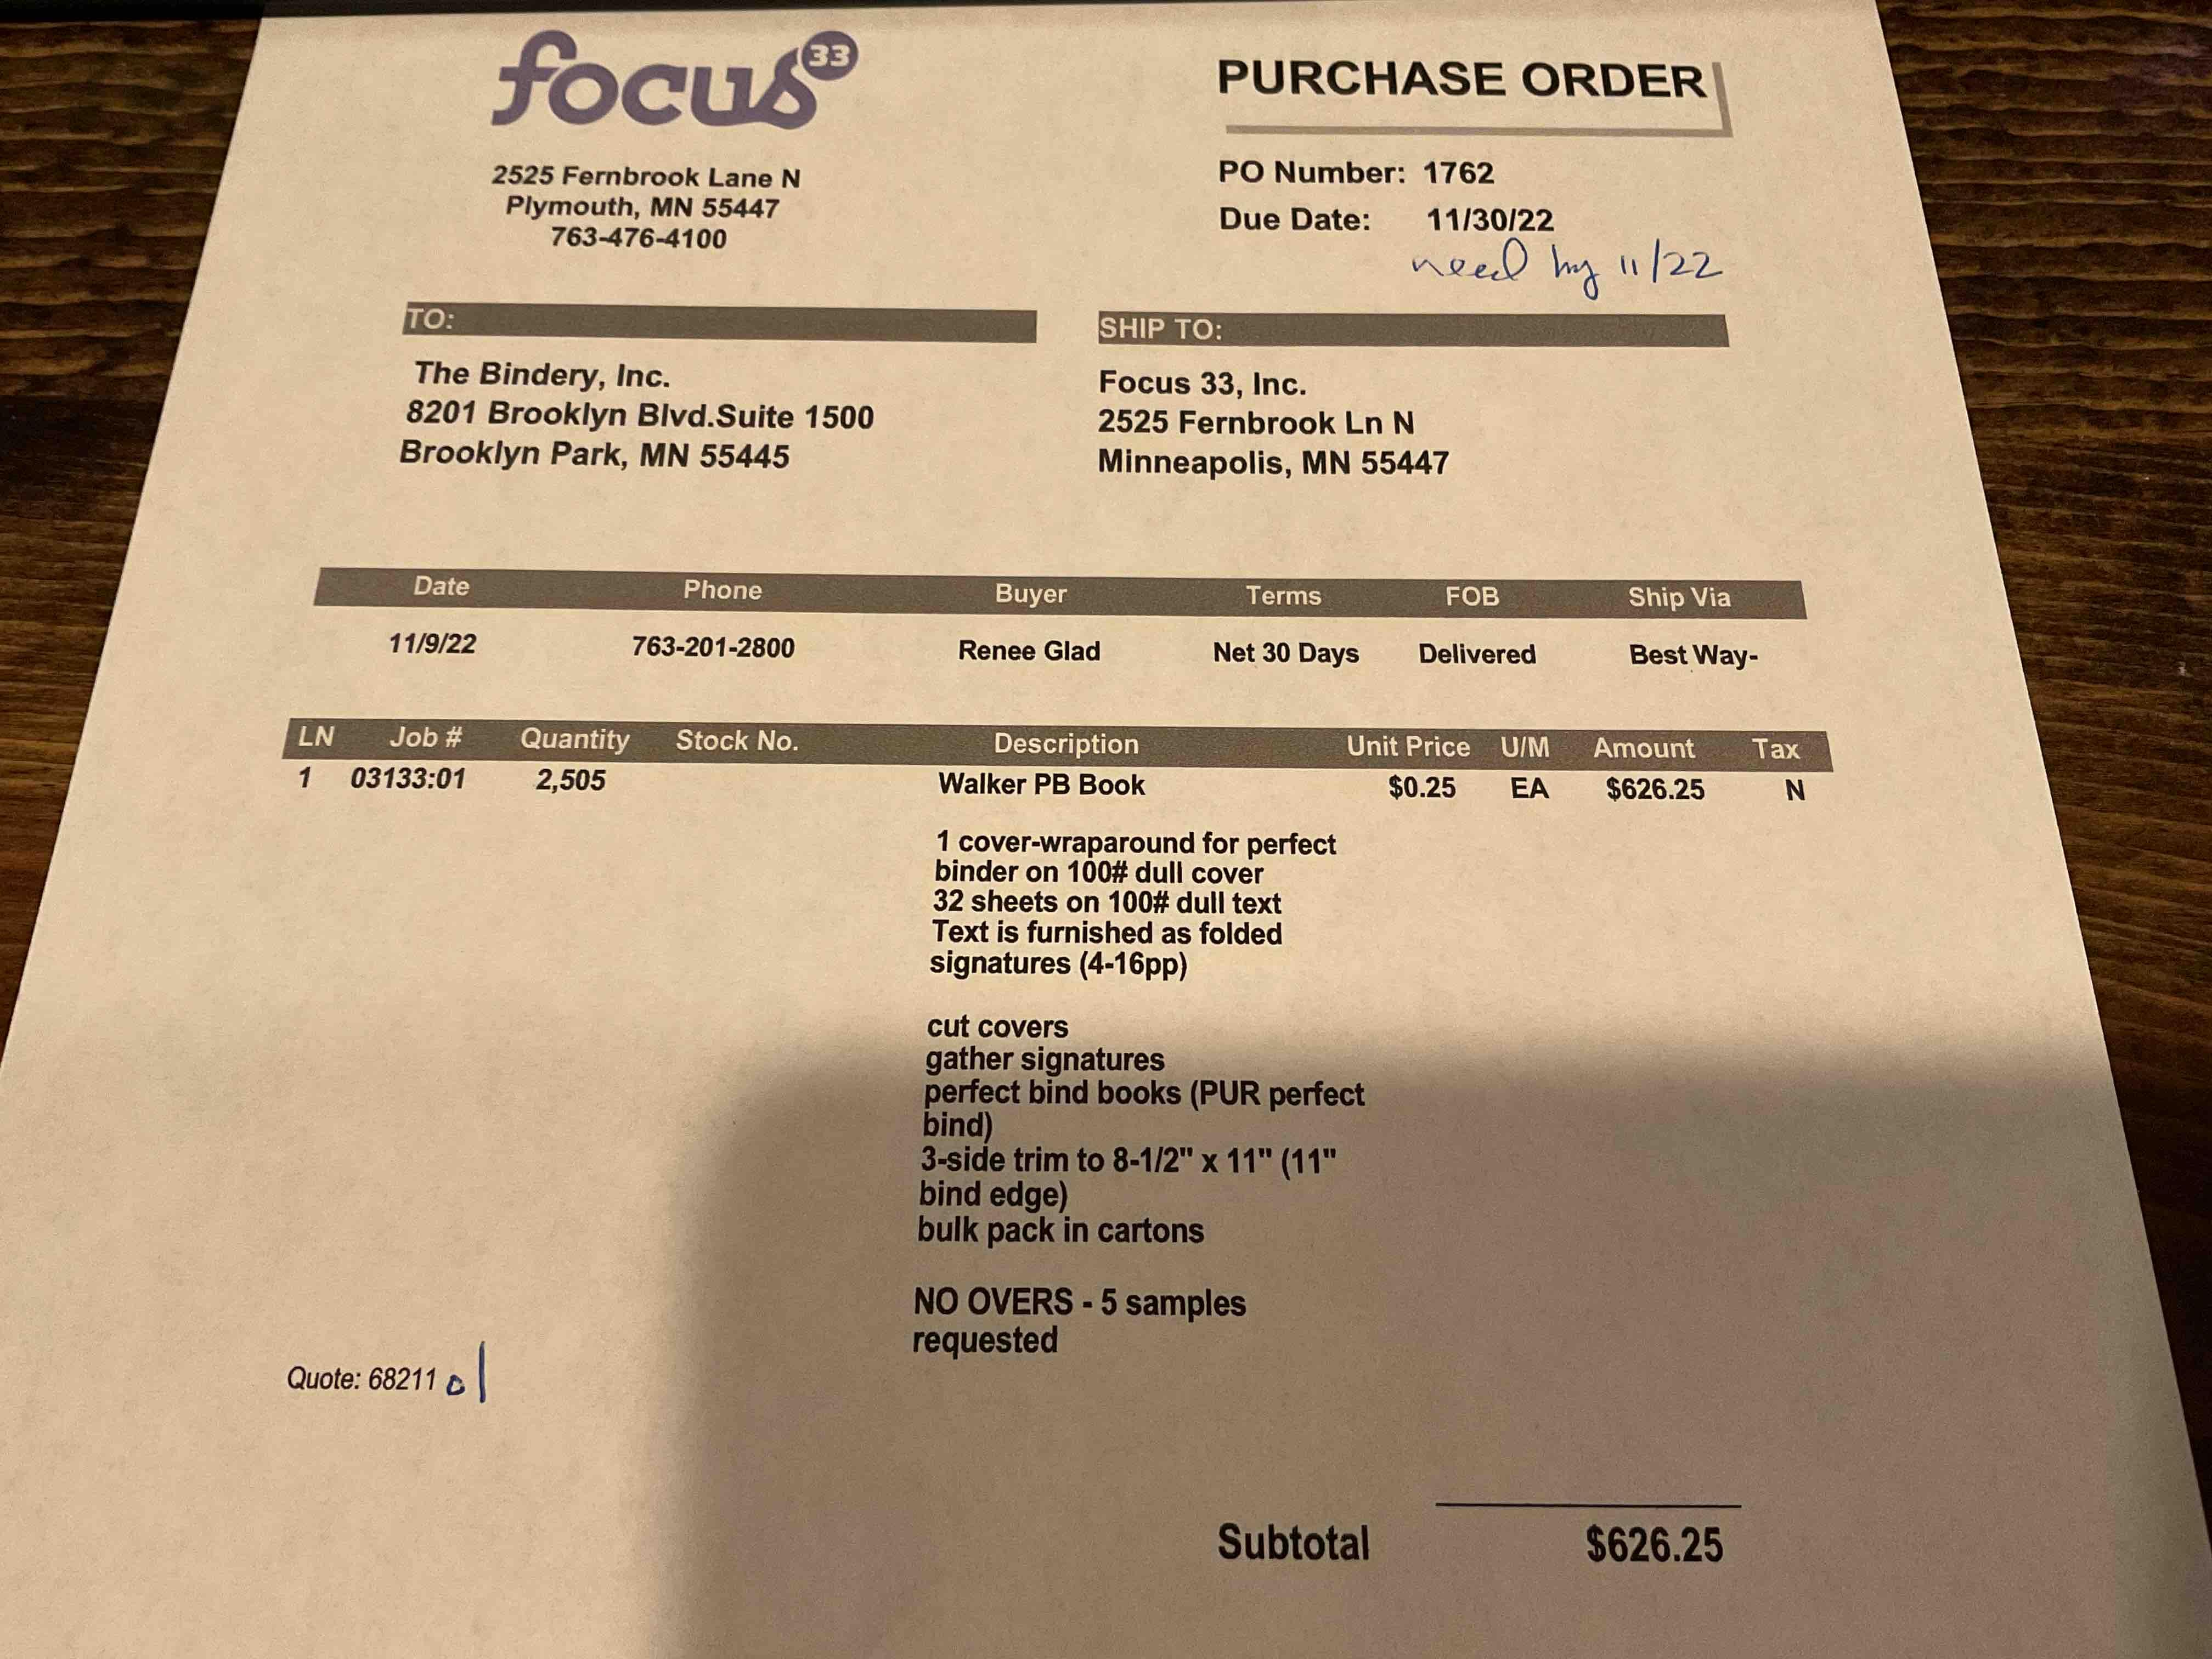 focus 33
PURCHASE ORDER
2525 Fernbrook Lane N
Plymouth, MN 55447
763-476-4100
PO Number: 1762
Due Date: 11/30/22
need by 11/22
TO:
The Bindery, Inc.
8201 Brooklyn Blvd.Suite 1500
Brooklyn Park, MN 55445
SHIP TO:
Focus 33, Inc.
2525 Fernbrook Ln N
Minneapolis, MN 55447
Date Phone Buyer Terms FOB Ship Via
11/9/22 763-201-2800 Renee Glad Net 30 Days Delivered Best Way-
LN Job # Quantity Stock No. Description Unit Price U/M Amount Tax
1 03133:01 2,505 Walker PB Book $0.25 EA $626.25 N
1 cover-wraparound for perfect
binder on 100# dull cover
32 sheets on 100# dull text
Text is furnished as folded
signatures (4-16pp)
cut covers
gather signatures
perfect bind books (PUR perfect
bind)
3-side trim to 8-1/2" x 11" (11"
bind edge)
bulk pack in cartons
NO OVERS - 5 samples
requested
Quote: 68211 01
Subtotal $626.25